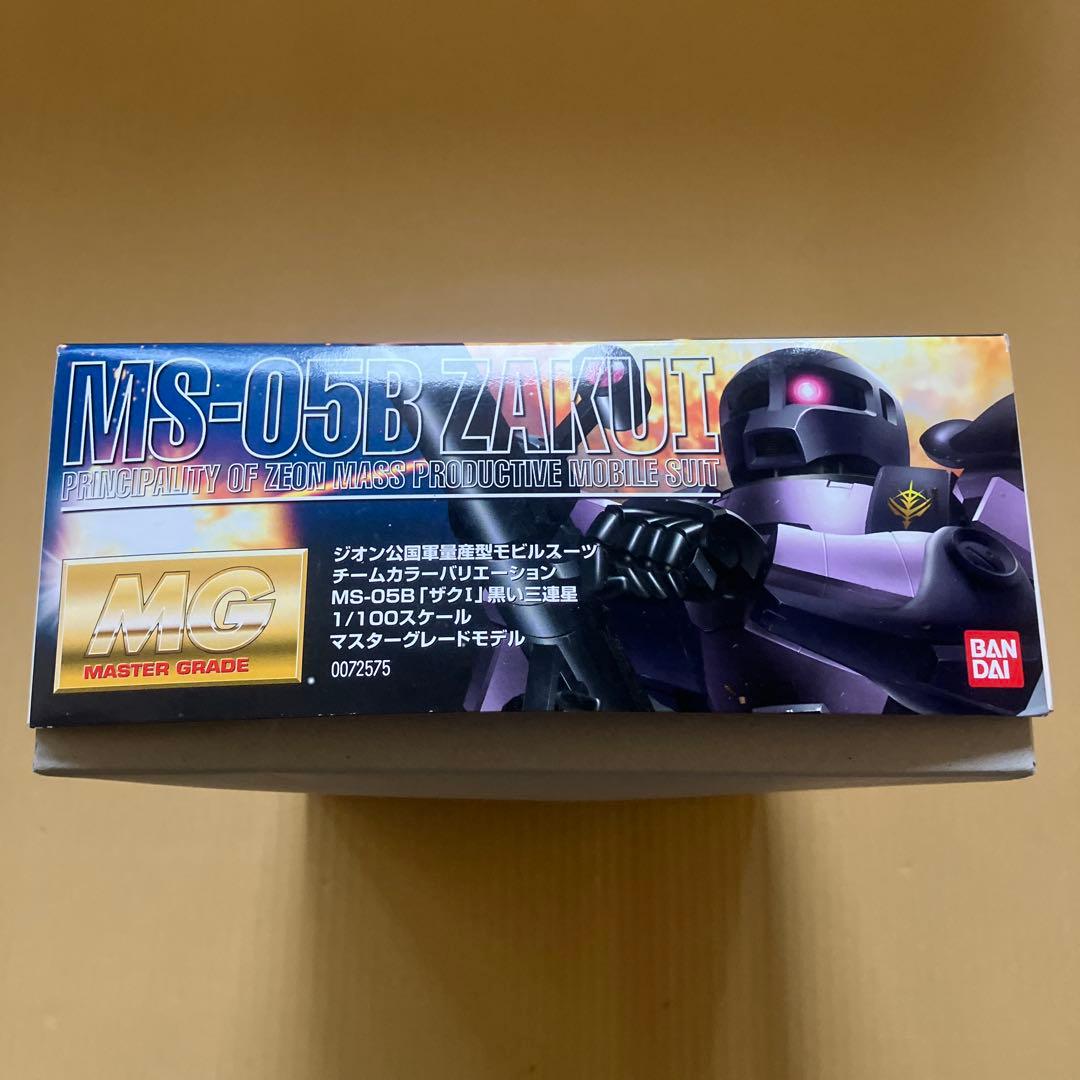 MS-05B ZAKUI
PRINCIPALITY OF ZEON MASS PRODUCTIVE MOBILE SUIT
MG
MASTER GRADE
ジオン公国軍量産型モビルスーツ
チームカラーバリエーション
MS-05B「ザクI」黒い三連星
1/100スケール
マスターグレードモデル
0072575
BAN
DAI